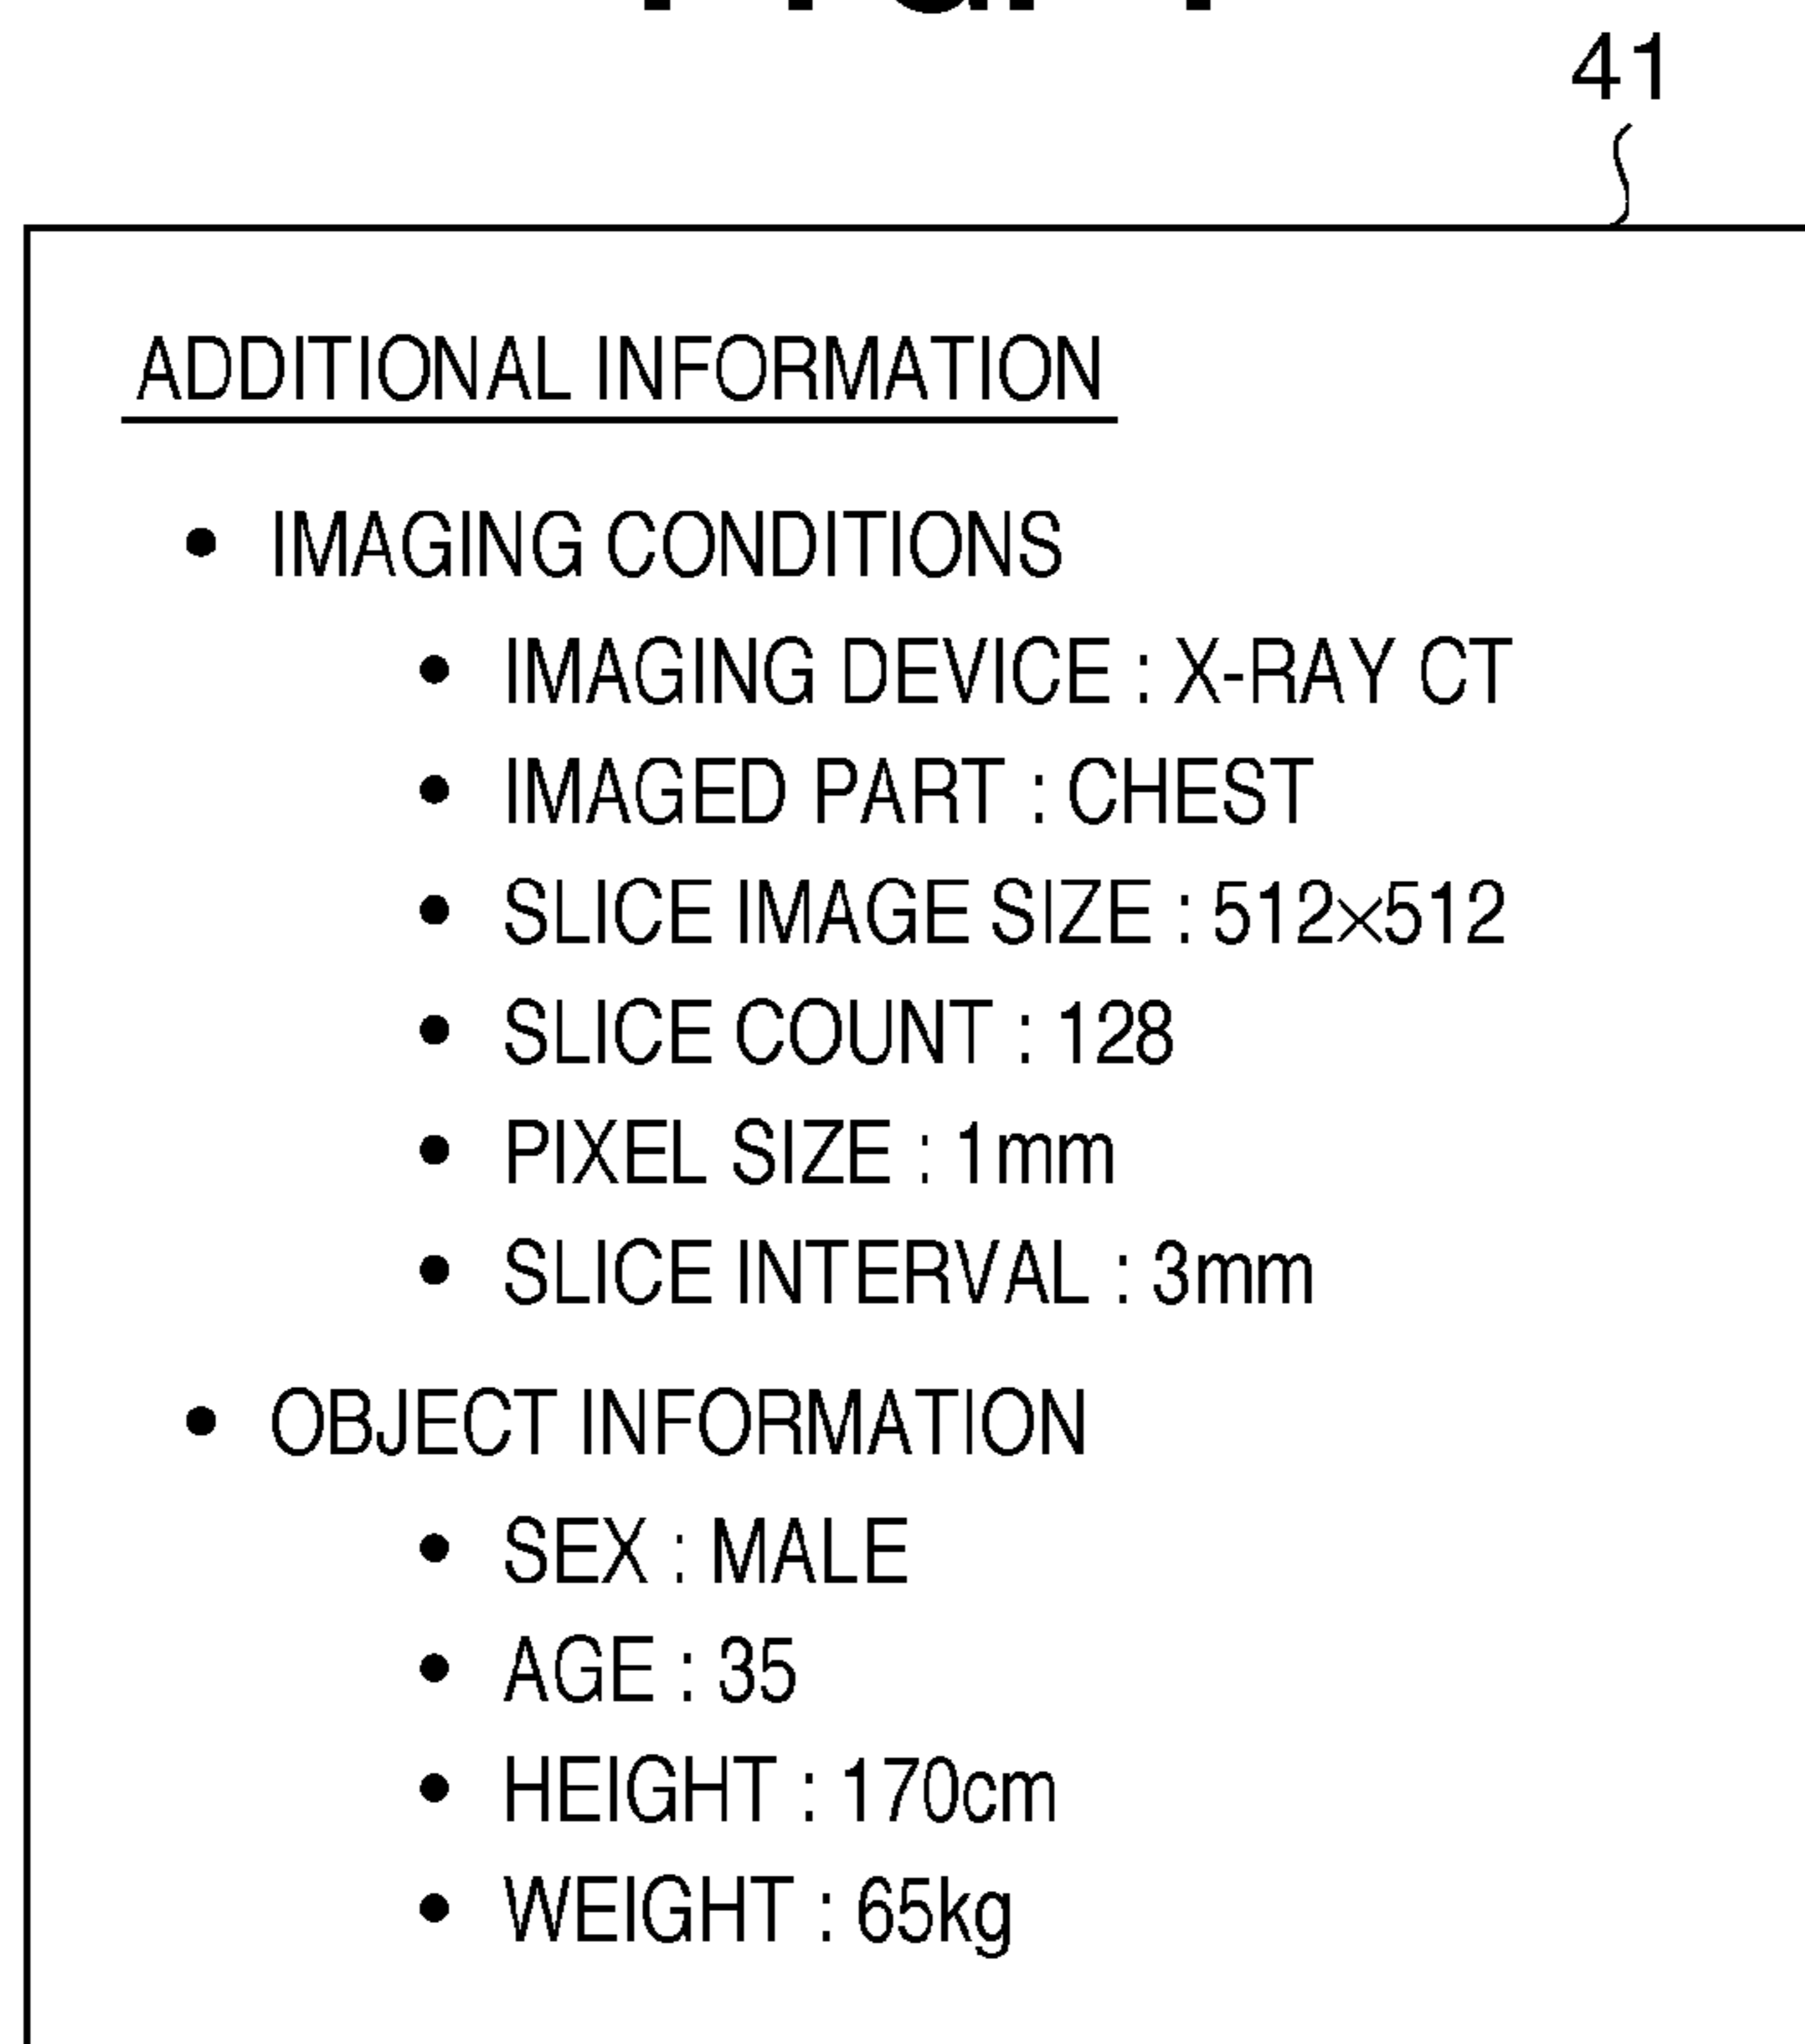 41
ADDITIONAL INFORMATION
• IMAGING CONDITIONS
• IMAGING DEVICE : X-RAY CT
• IMAGED PART : CHEST
• SLICE IMAGE SIZE : 512×512
• SLICE COUNT : 128
• PIXEL SIZE : 1mm
• SLICE INTERVAL : 3mm
• OBJECT INFORMATION
• SEX : MALE
• AGE : 35
• HEIGHT : 170cm
• WEIGHT : 65kg